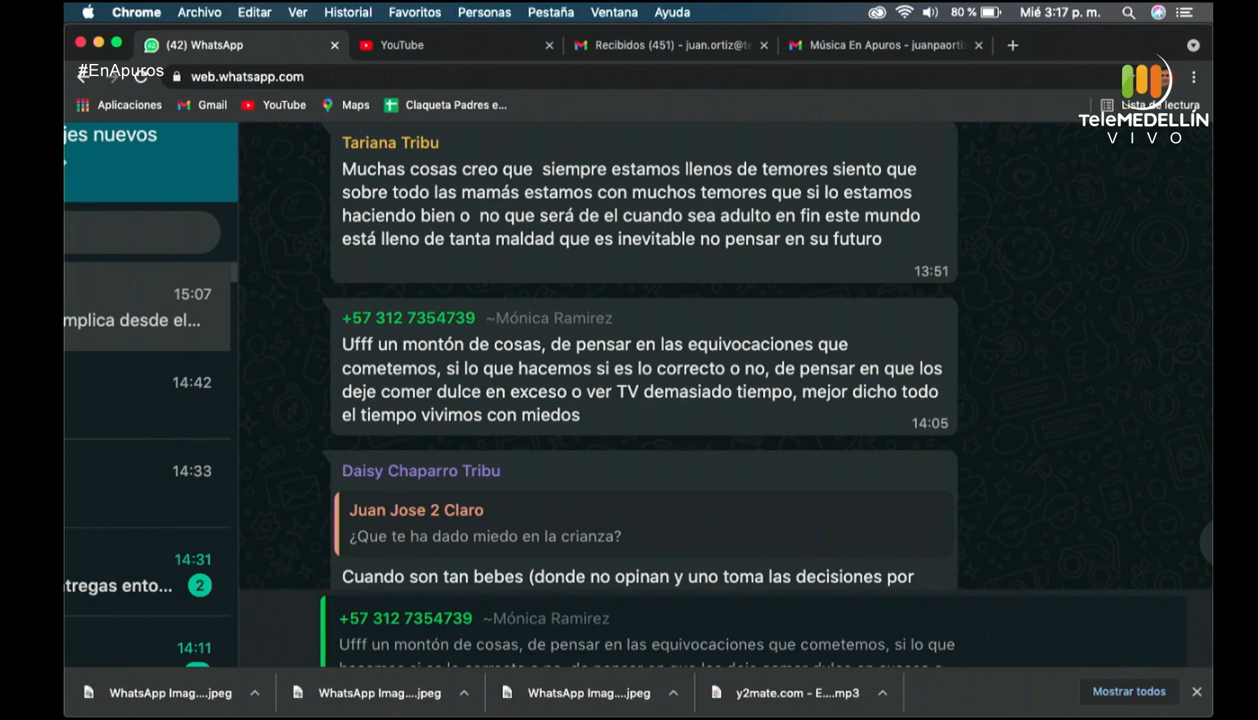 Chrome Archivo Editar Ver Historial Favoritos Personas Pestaña Ventana Ayuda 80 % Mié 3:17 p. m.
(42) WhatsApp YouTube Recibidos (451) - juan.ortiz@te Música En Apuros - juanpaorti
#EnApuros
web.whatsapp.com
Aplicaciones Gmail YouTube Maps Claqueta Padres e... Lista de lectura
TeleMEDELLÍN
VIVO
jes nuevos
Tariana Tribu
Muchas cosas creo que siempre estamos llenos de temores siento que
sobre todo las mamás estamos con muchos temores que si lo estamos
haciendo bien o no que será de el cuando sea adulto en fin este mundo
está lleno de tanta maldad que es inevitable no pensar en su futuro
13:51
15:07
mplica desde el...
+57 312 7354739 ~Mónica Ramirez
Ufff un montón de cosas, de pensar en las equivocaciones que
cometemos, si lo que hacemos si es lo correcto o no, de pensar en que los
deje comer dulce en exceso o ver TV demasiado tiempo, mejor dicho todo
el tiempo vivimos con miedos
14:05
14:42
14:33
Daisy Chaparro Tribu
Juan Jose 2 Claro
¿Que te ha dado miedo en la crianza?
Cuando son tan bebes (donde no opinan y uno toma las decisiones por
14:31
tregas ento... 2
14:11
+57 312 7354739 ~Mónica Ramirez
Ufff un montón de cosas, de pensar en las equivocaciones que cometemos, si lo que
WhatsApp Imag....jpeg WhatsApp Imag....jpeg WhatsApp Imag....jpeg y2mate.com - E....mp3 Mostrar todos